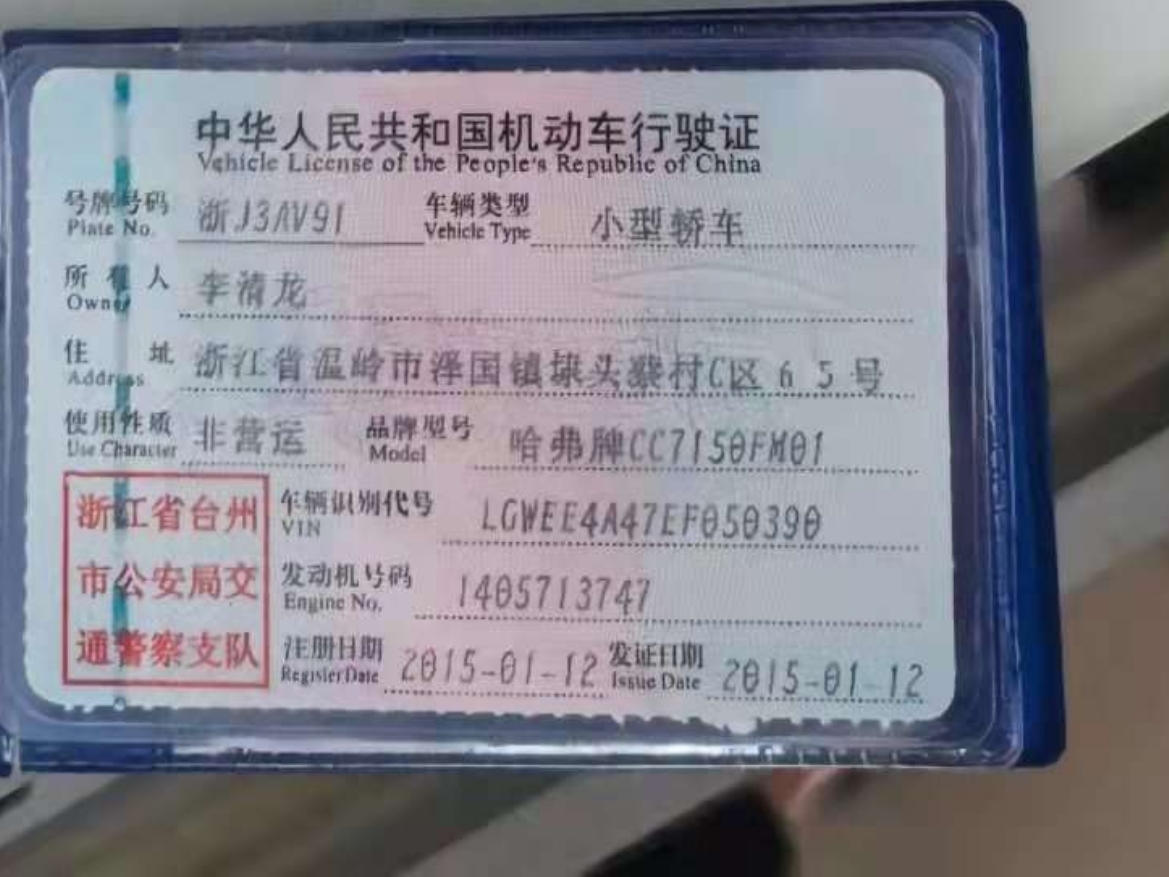 中华人民共和国机动车行驶证
Vehicle License of the People's Republic of China
号牌号码 浙J3AV91 车辆类型 小型轿车
Plate No. Vehicle Type
所有人 李清龙
Owner
住址 浙江省温岭市泽国镇埭头蔡村C区65号
Address
使用性质 非营运 品牌型号 哈弗牌CC7150FM01
Use Character Model
浙江省台州 车辆识别代号 LGWEE4A47EF050390
VIN
市公安局交 发动机号码 1405713747
Engine No.
通警察支队 注册日期 2015-01-12 发证日期 2015-01-12
Register Date Issue Date